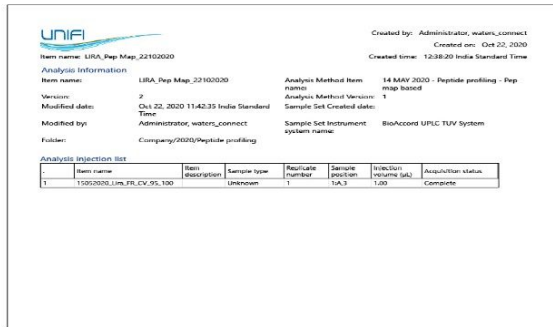 UNIFI
Created by: Administrator, waters_connect
Created on: Oct 22, 2020
Item name: LIRA_Pep Map_22102020
Created time: 12:38:20 India Standard Time
Analysis Information
Item name: LIRA_Pep Map_22102020 Analysis Method Item name: 14 MAY 2020 - Peptide profiling - Pep map based
Version: 2 Analysis Method Version: 1
Modified date: Oct 22, 2020 11:42:35 India Standard Time Sample Set Created date:
Modified by: Administrator, waters_connect Sample Set Instrument system name: BioAccord UPLC TUV System
Folder: Company/2020/Peptide profiling
Analysis Injection list
. Item name Item description Sample type Replicate number Sample position Injection volume (µL) Acquisition status
1 15052020_Lira_FR_CV_95_100 Unknown 1 1:A,3 1.00 Complete